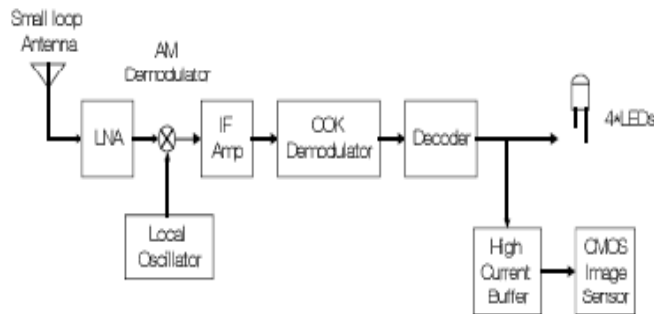 Small loop
Antenna
AM
Demodulator
LNA
IF
Amp
OOK
Demodulator
Decoder
4*LEDs
Local
Oscillator
High
Current
Buffer
CMOS
Image
Sensor